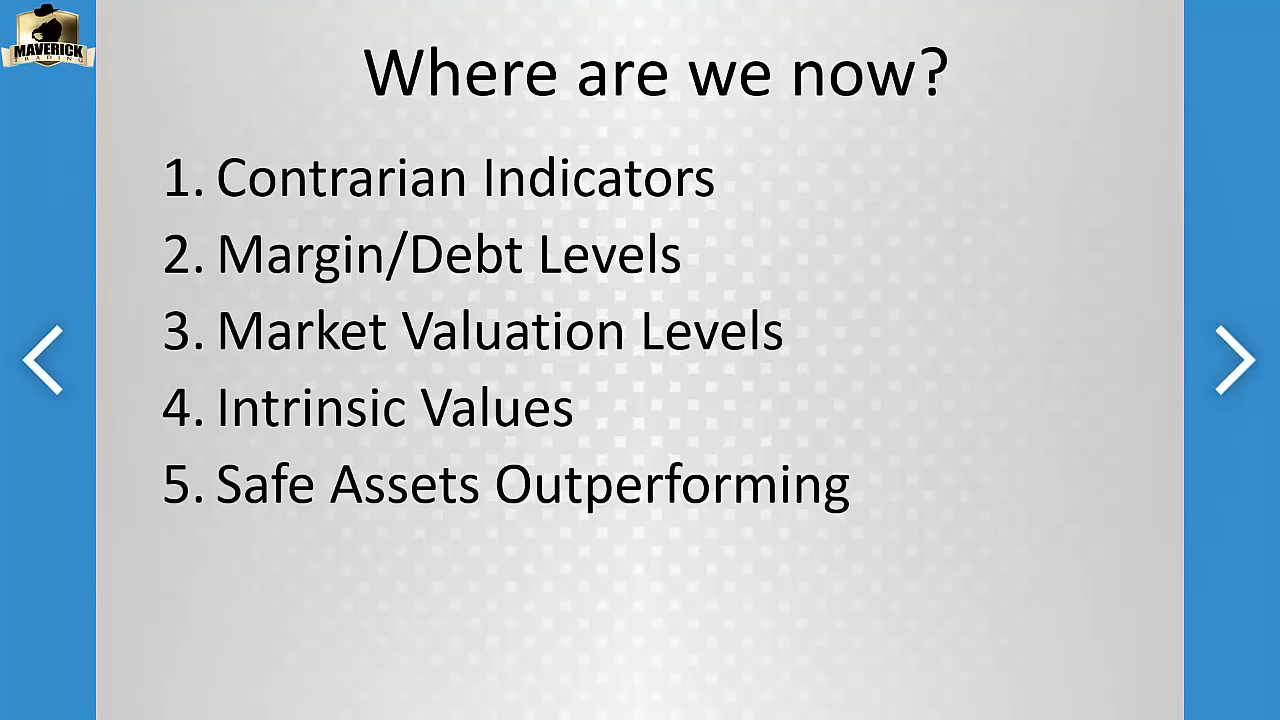 MAVERICK
TRADING
Where are we now?
1. Contrarian Indicators
2. Margin/Debt Levels
3. Market Valuation Levels
4. Intrinsic Values
5. Safe Assets Outperforming